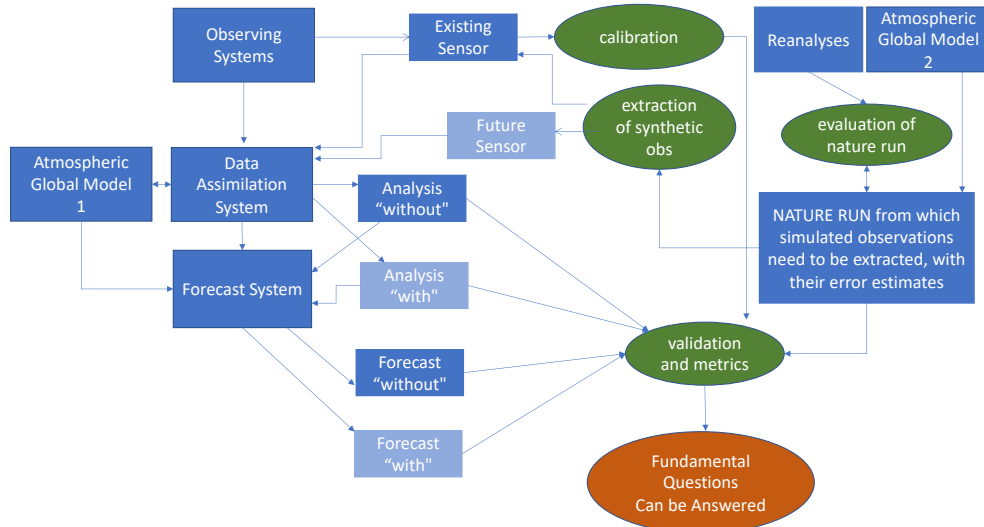 Observing
Systems
Existing
Sensor
calibration
Reanalyses
Atmospheric
Global Model
2
extraction
of synthetic
obs
Future
Sensor
evaluation of
nature run
Atmospheric
Global Model
1
Data
Assimilation
System
Analysis
“without"
NATURE RUN from which
simulated observations
need to be extracted, with
their error estimates
Forecast System
Analysis
“with"
validation
and metrics
Forecast
“without"
Forecast
“with"
Fundamental
Questions
Can be Answered